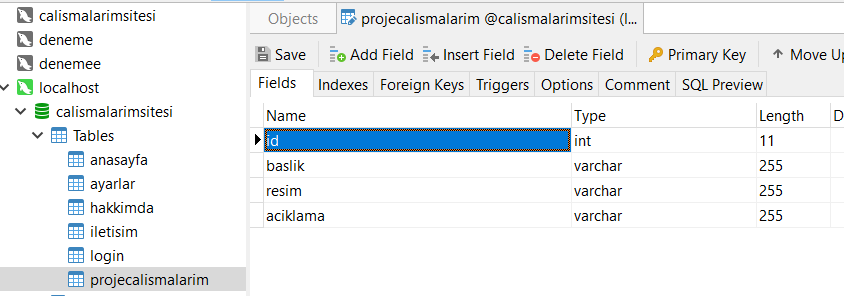 calismalarimsitesi
deneme
denemee
localhost
calismalarimsitesi
Tables
anasayfa
ayarlar
hakkimda
iletisim
login
projecalismalarim
Objects projecalismalarim @calismalarimsitesi (l...
Save Add Field Insert Field Delete Field Primary Key Move Up
Fields Indexes Foreign Keys Triggers Options Comment SQL Preview
Name Type Length D
id int 11
baslik varchar 255
resim varchar 255
aciklama varchar 255